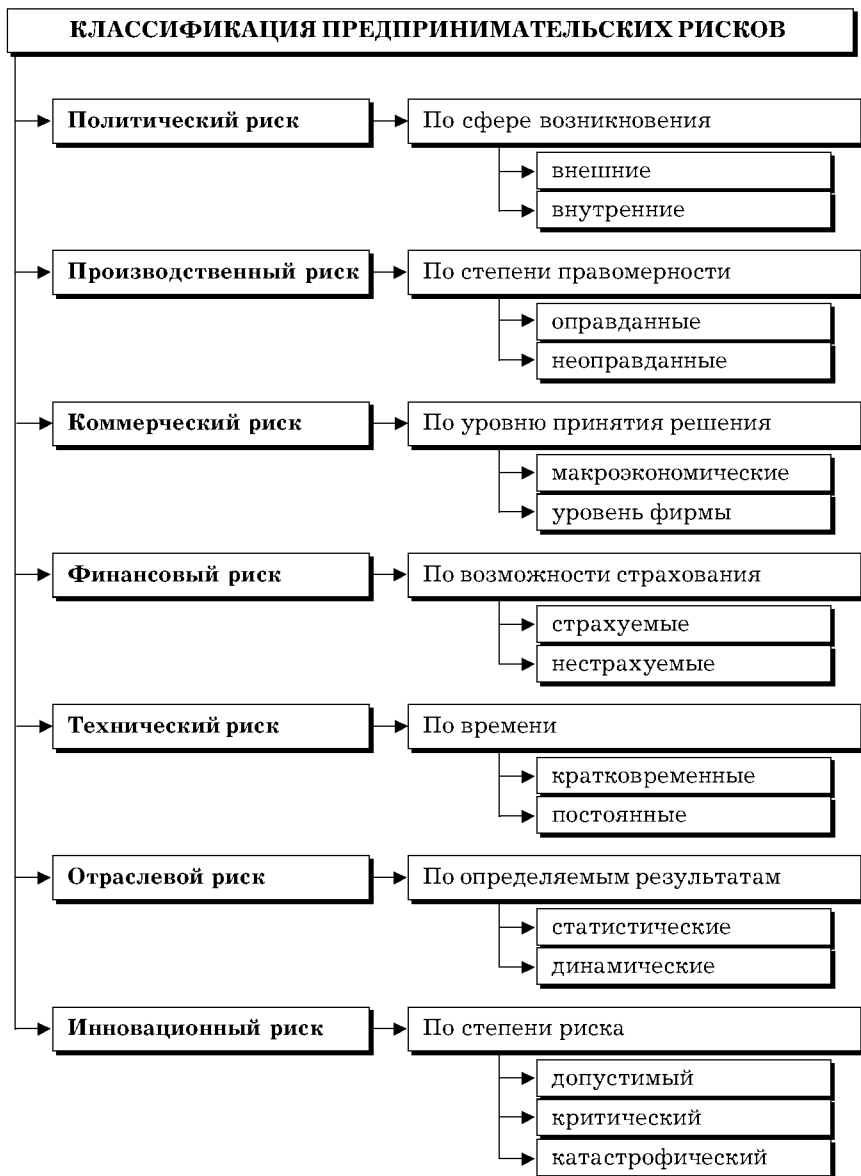 КЛАССИФИКАЦИЯ ПРЕДПРИНИМАТЕЛЬСКИХ РИСКОВ
Политический риск
По сфере возникновения
внешние
внутренние
Производственный риск
По степени правомерности
оправданные
неоправданные
Коммерческий риск
По уровню принятия решения
макроэкономические
уровень фирмы
Финансовый риск
По возможности страхования
страхуемые
нестрахуемые
Технический риск
По времени
кратковременные
постоянные
Отраслевой риск
По определяемым результатам
статистические
динамические
Инновационный риск
По степени риска
допустимый
критический
катастрофический